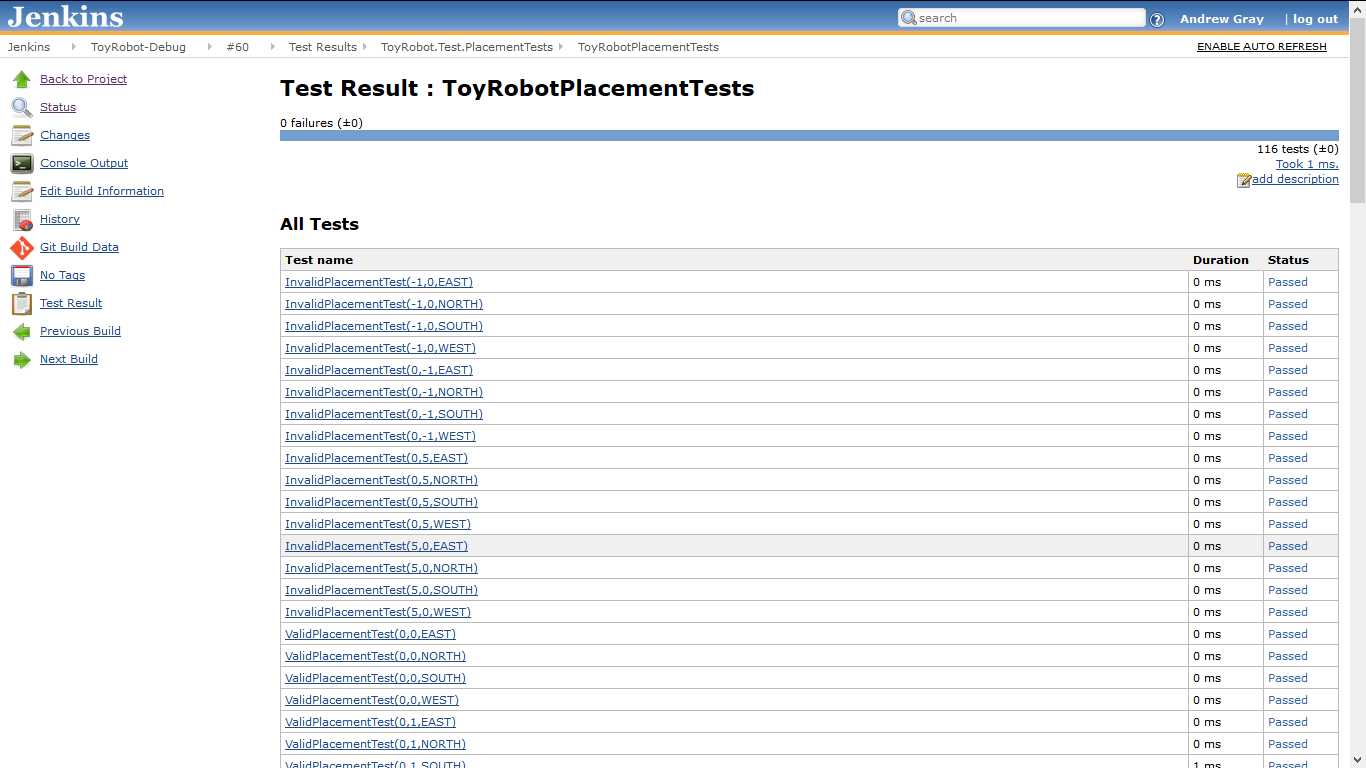 Jenkins
search
? Andrew Gray | log out
Jenkins ToyRobot-Debug #60 Test Results ToyRobot.Test.PlacementTests ToyRobotPlacementTests ENABLE AUTO REFRESH
Back to Project
Status
Changes
Console Output
Edit Build Information
History
Git Build Data
No Tags
Test Result
Previous Build
Next Build
Test Result : ToyRobotPlacementTests
0 failures (±0)
116 tests (±0)
Took 1 ms.
add description
All Tests
Test name Duration Status
InvalidPlacementTest(-1,0,EAST) 0 ms Passed
InvalidPlacementTest(-1,0,NORTH) 0 ms Passed
InvalidPlacementTest(-1,0,SOUTH) 0 ms Passed
InvalidPlacementTest(-1,0,WEST) 0 ms Passed
InvalidPlacementTest(0,-1,EAST) 0 ms Passed
InvalidPlacementTest(0,-1,NORTH) 0 ms Passed
InvalidPlacementTest(0,-1,SOUTH) 0 ms Passed
InvalidPlacementTest(0,-1,WEST) 0 ms Passed
InvalidPlacementTest(0,5,EAST) 0 ms Passed
InvalidPlacementTest(0,5,NORTH) 0 ms Passed
InvalidPlacementTest(0,5,SOUTH) 0 ms Passed
InvalidPlacementTest(0,5,WEST) 0 ms Passed
InvalidPlacementTest(5,0,EAST) 0 ms Passed
InvalidPlacementTest(5,0,NORTH) 0 ms Passed
InvalidPlacementTest(5,0,SOUTH) 0 ms Passed
InvalidPlacementTest(5,0,WEST) 0 ms Passed
ValidPlacementTest(0,0,EAST) 0 ms Passed
ValidPlacementTest(0,0,NORTH) 0 ms Passed
ValidPlacementTest(0,0,SOUTH) 0 ms Passed
ValidPlacementTest(0,0,WEST) 0 ms Passed
ValidPlacementTest(0,1,EAST) 0 ms Passed
ValidPlacementTest(0,1,NORTH) 0 ms Passed
ValidPlacementTest(0,1,SOUTH) 1 ms Passed